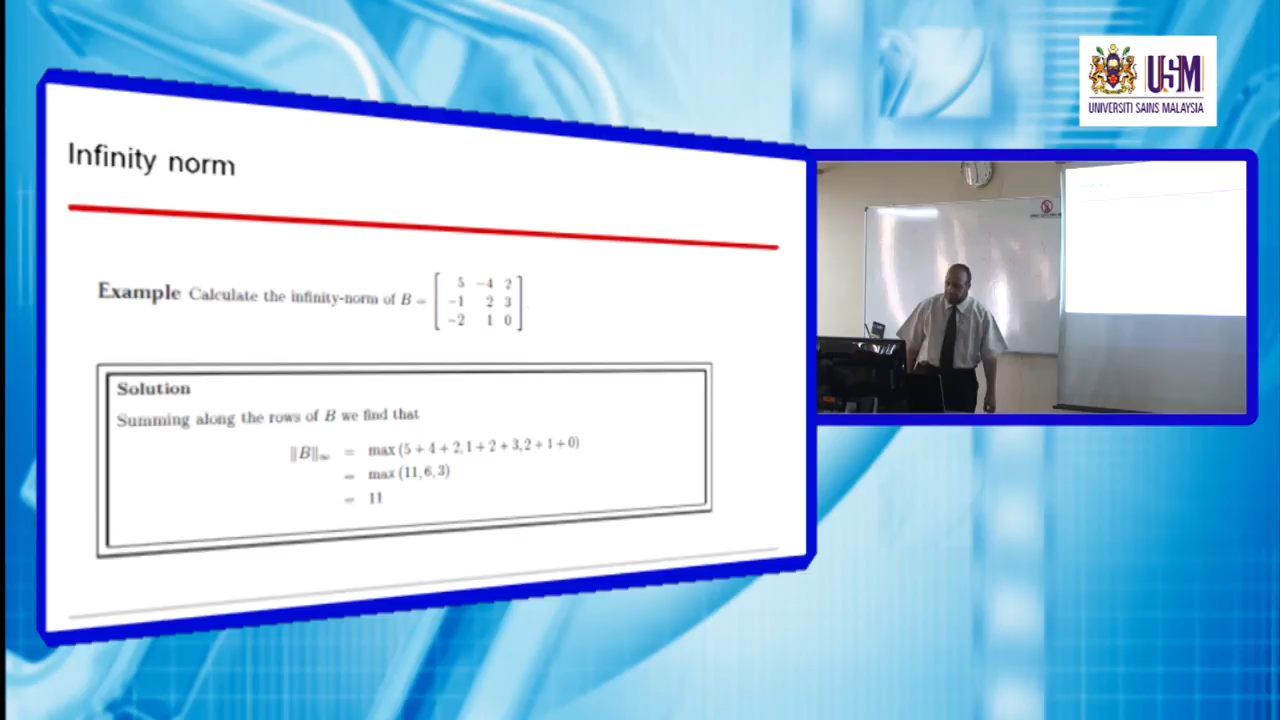 USM
UNIVERSITI SAINS MALAYSIA
Infinity norm
Example Calculate the infinity-norm of B = [ 5 −4 2
−1 2 3
−2 1 0 ]
Solution
Summing along the rows of B we find that
‖B‖∞ = max (5 + 4 + 2, 1 + 2 + 3, 2 + 1 + 0)
= max (11, 6, 3)
= 11